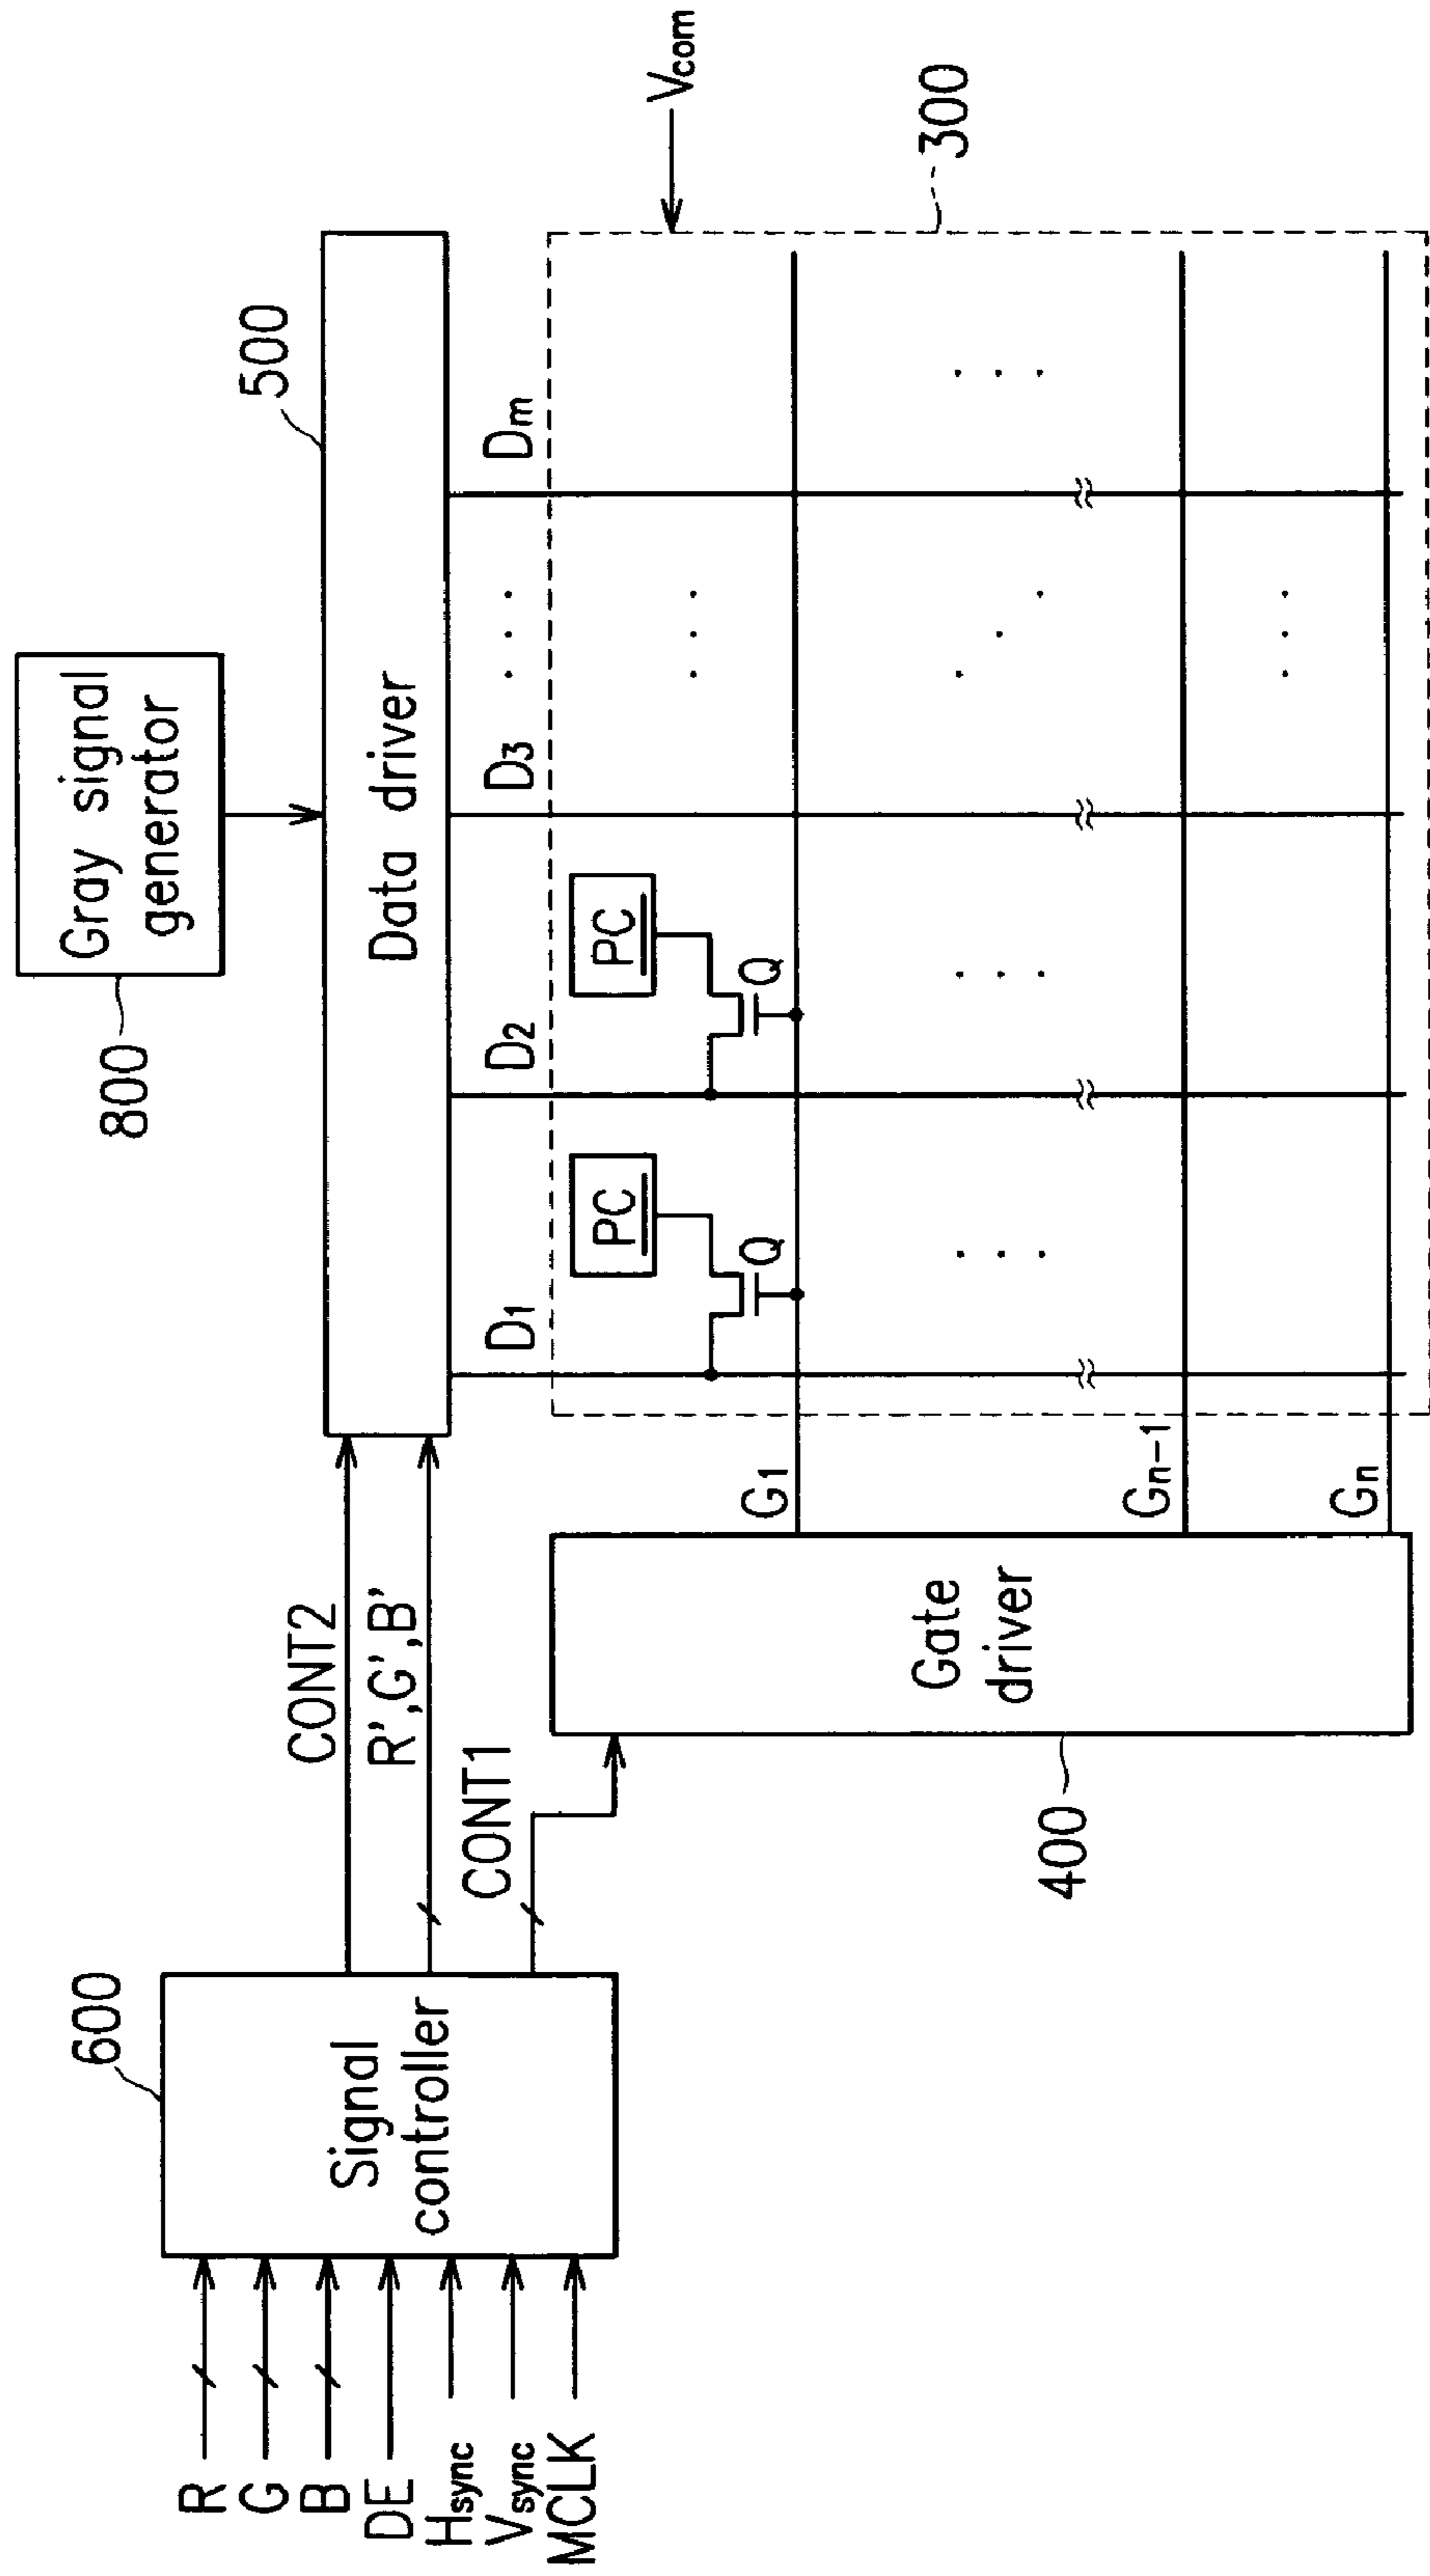 800
Gray signal
generator
500
Data driver
600
Signal
controller
R
G
B
DE
Hsync
Vsync
MCLK
CONT2
R',G',B'
CONT1
D1
D2
D3
Dm
Vcom
300
PC
PC
Q
Q
G1
Gn-1
Gn
Gate
driver
400